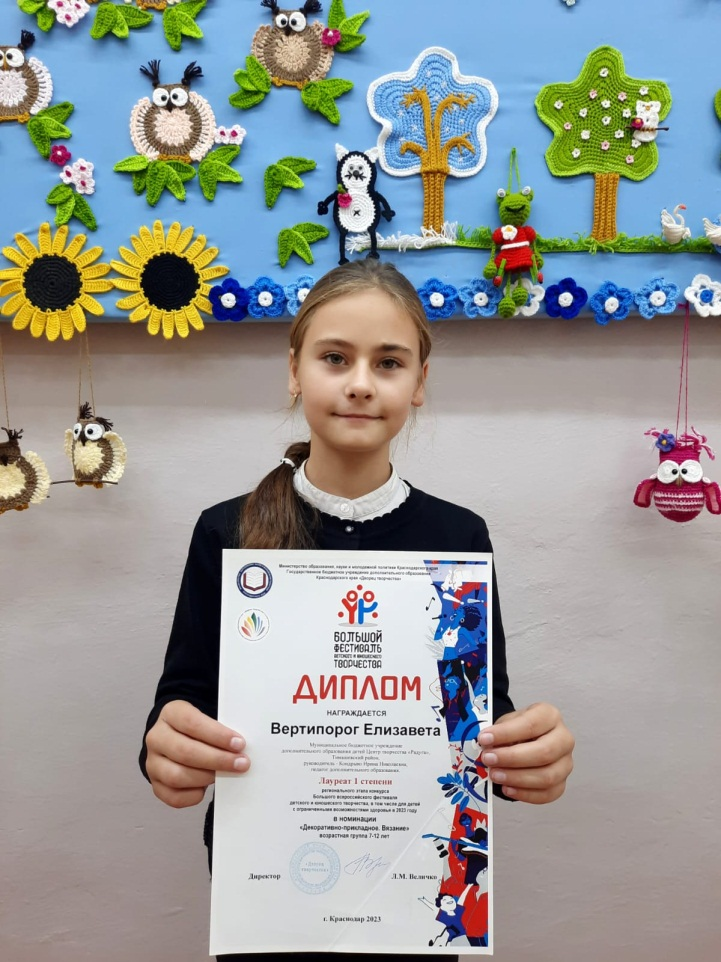 Министерство образования, науки и молодежной политики Краснодарского края
Государственное бюджетное учреждение дополнительного образования
Краснодарского края «Дворец творчества»
БОЛЬШОЙ
ФЕСТИВАЛЬ
ДЕТСКОГО И ЮНОШЕСКОГО
ТВОРЧЕСТВА
ДИПЛОМ
НАГРАЖДАЕТСЯ
Вертипорог Елизавета
Муниципальное бюджетное учреждение
дополнительного образования детей Центр творчества «Радуга»
Тимашевский район,
руководитель: Бондаренко Ирина Николаевна,
педагог дополнительного образования
Лауреат 1 степени
регионального этапа конкурса
Большого всероссийского фестиваля
детского и юношеского творчества, в том числе для детей
с ограниченными возможностями здоровья в 2023 году
в номинации
«Декоративно-прикладное. Вязание»
возрастная группа 7-12 лет
Директор
«Дворец
творчества»
Л.М. Величко
г. Краснодар 2023